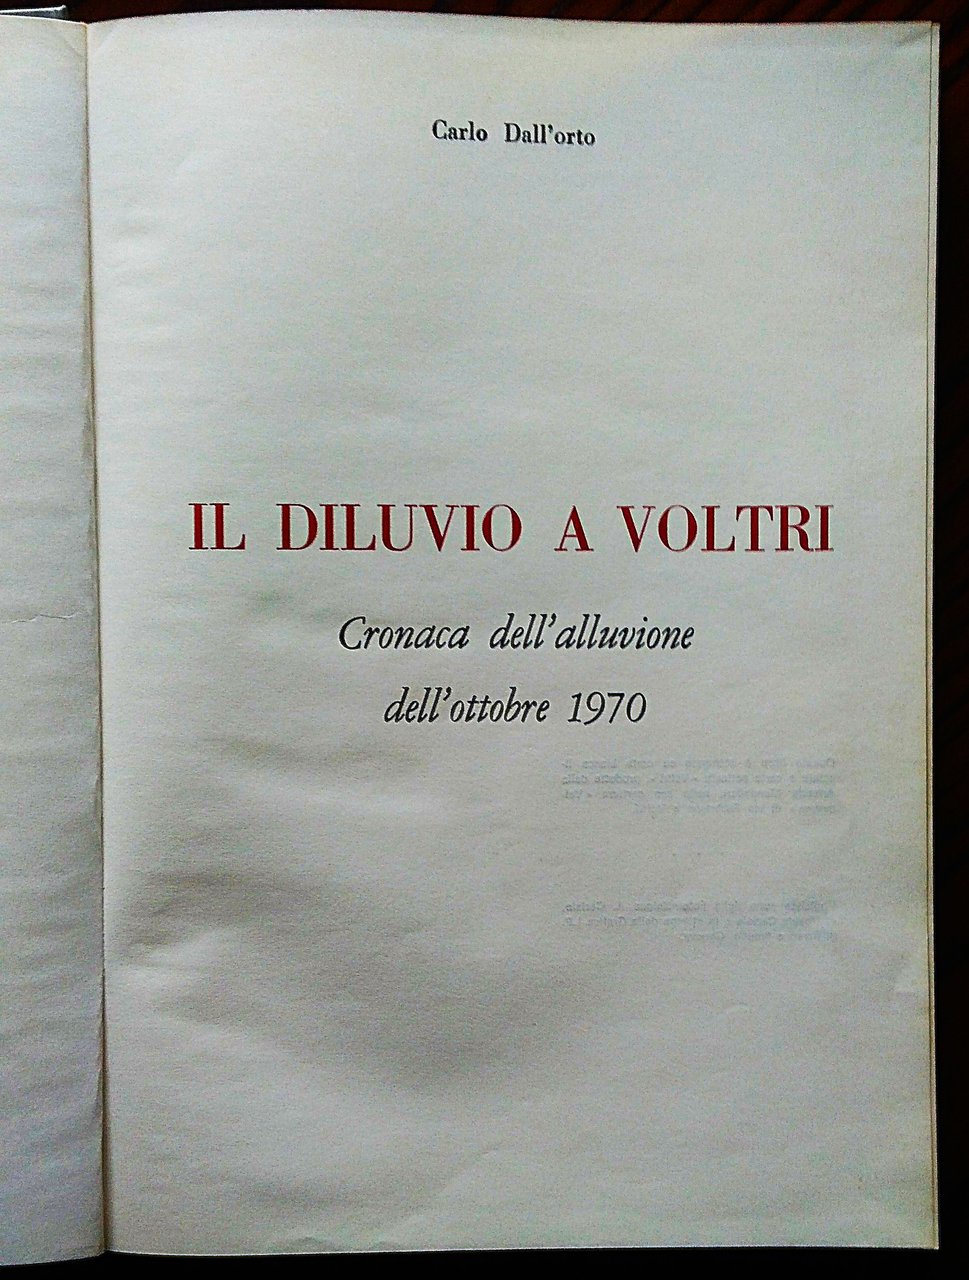 Carlo Dall'orto
IL DILUVIO A VOLTRI
Cronaca dell'alluvione
dell'ottobre 1970